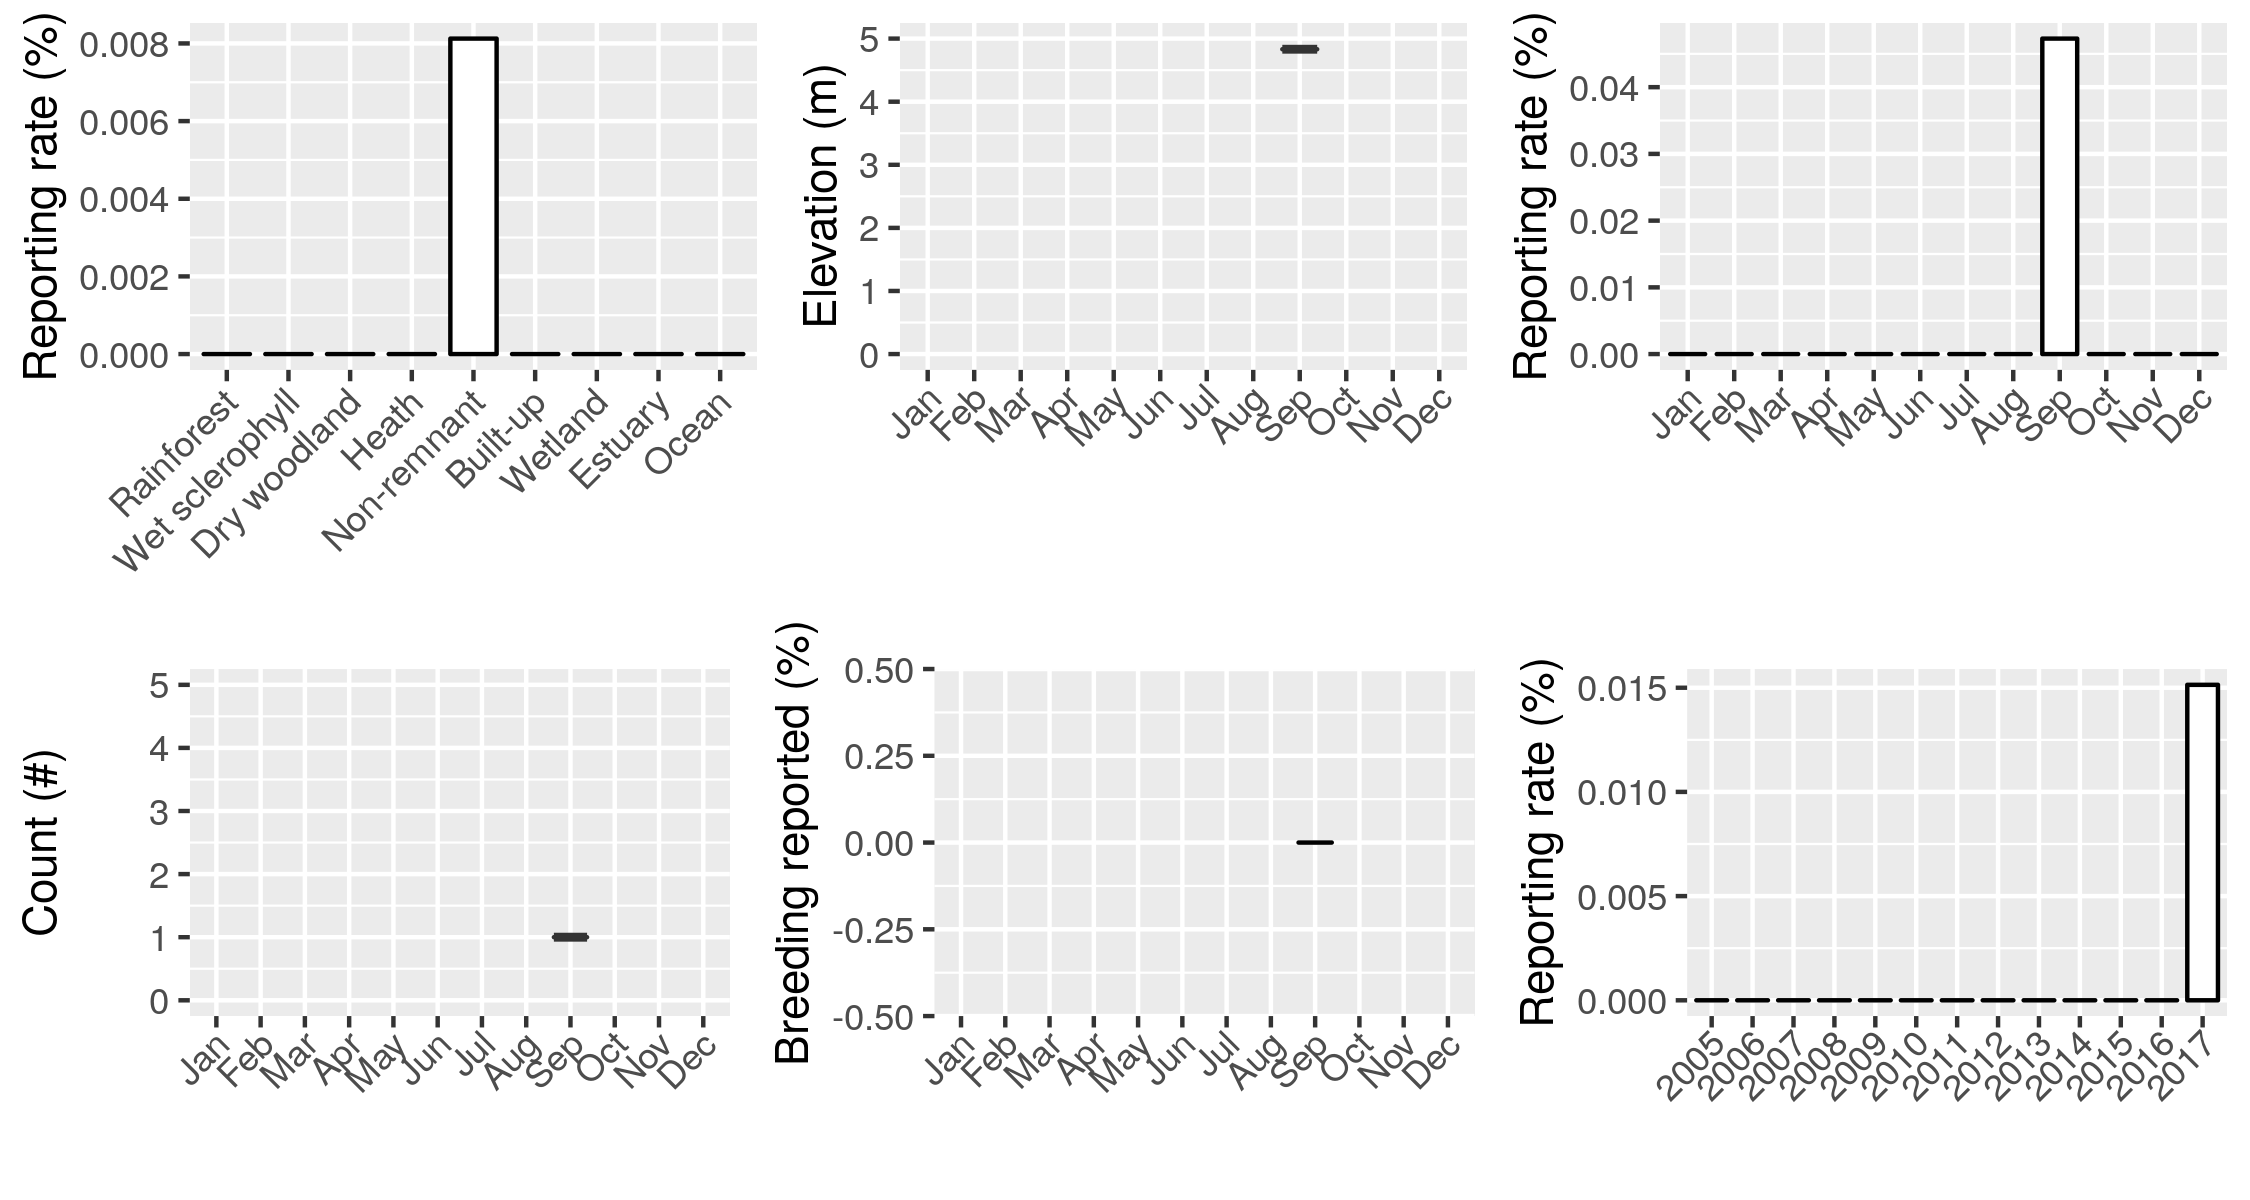 Reporting rate (%)
0.008
0.006
0.004
0.002
0.000
Rainforest
Wet sclerophyll
Dry woodland
Heath
Non-remnant
Built-up
Wetland
Estuary
Ocean
Elevation (m)
5
4
3
2
1
0
Jan
Feb
Mar
Apr
May
Jun
Jul
Aug
Sep
Oct
Nov
Dec
Reporting rate (%)
0.04
0.03
0.02
0.01
0.00
Jan
Feb
Mar
Apr
May
Jun
Jul
Aug
Sep
Oct
Nov
Dec
Count (#)
5
4
3
2
1
0
Jan
Feb
Mar
Apr
May
Jun
Jul
Aug
Sep
Oct
Nov
Dec
Breeding reported (%)
0.50
0.25
0.00
-0.25
-0.50
Jan
Feb
Mar
Apr
May
Jun
Jul
Aug
Sep
Oct
Nov
Dec
Reporting rate (%)
0.015
0.010
0.005
0.000
2005
2006
2007
2008
2009
2010
2011
2012
2013
2014
2015
2016
2017